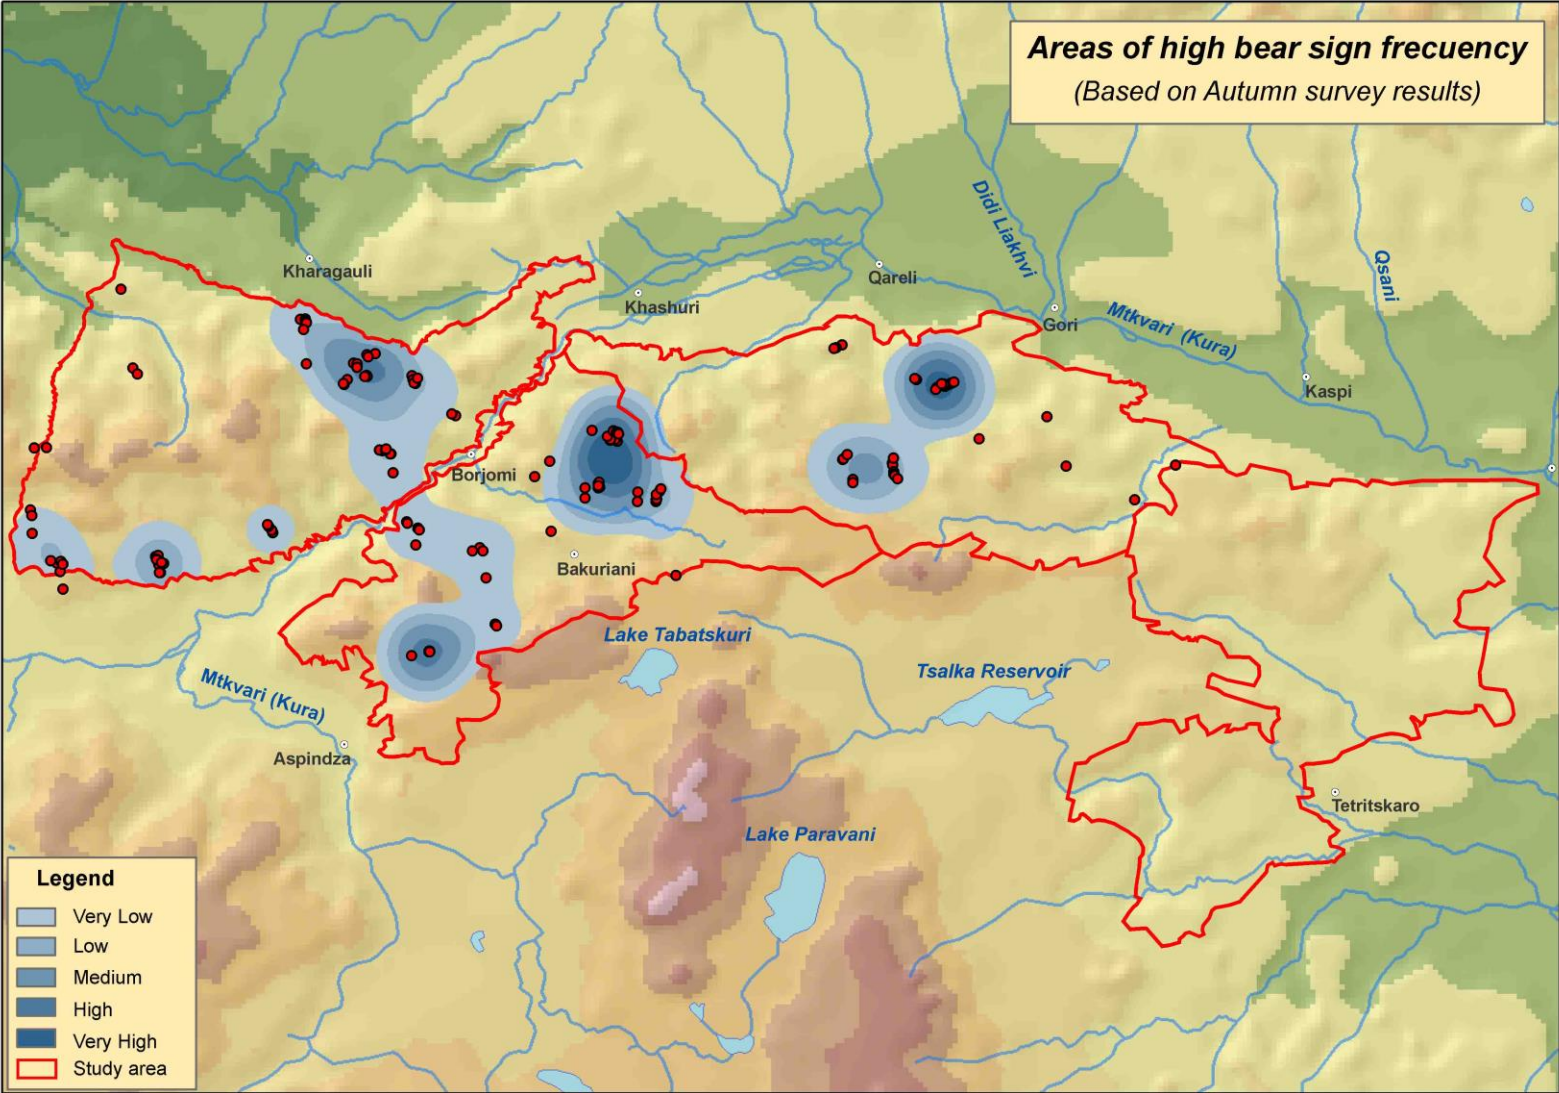 Areas of high bear sign frecuency
(Based on Autumn survey results)
Didi Liakhvi
Qsani
Kharagauli
Qareli
Khashuri
Gori
Mtkvari (Kura)
Kaspi
Borjomi
Bakuriani
Lake Tabatskuri
Tsalka Reservoir
Mtkvari (Kura)
Aspindza
Tetritskaro
Lake Paravani
Legend
Very Low
Low
Medium
High
Very High
Study area